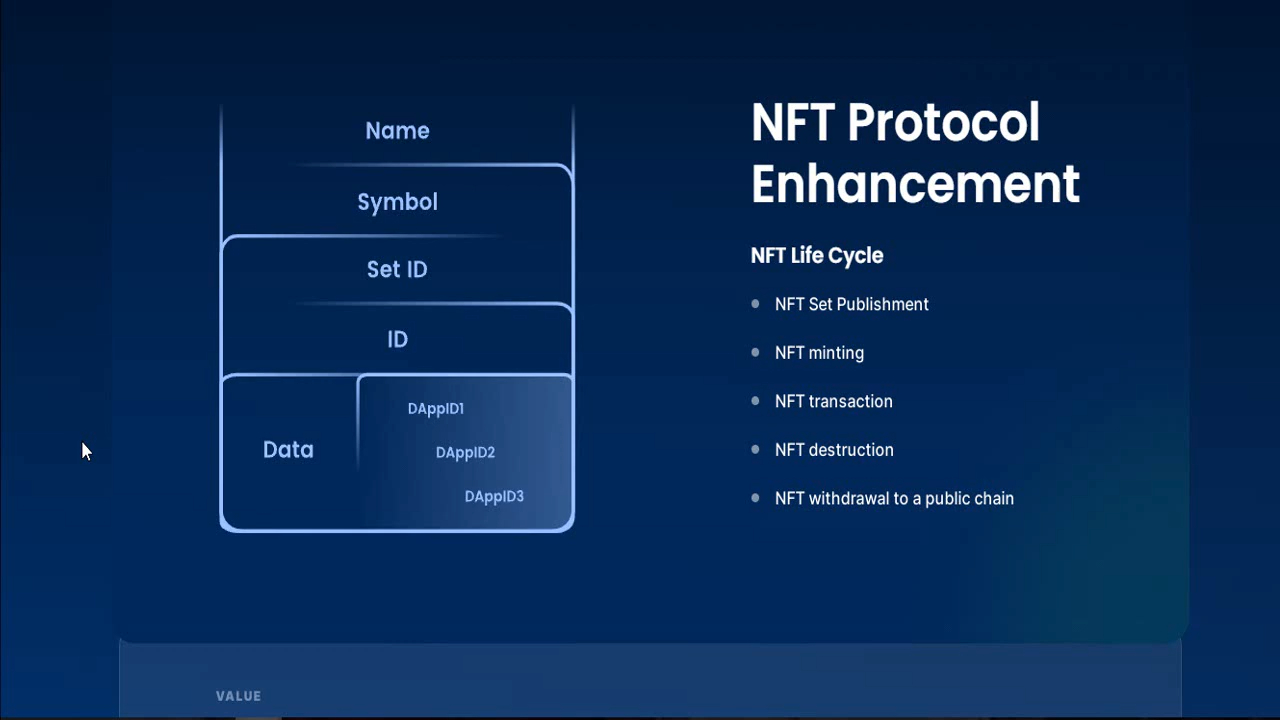 Name
Symbol
Set ID
ID
Data
DAppID1
DAppID2
DAppID3
NFT Protocol
Enhancement
NFT Life Cycle
NFT Set Publishment
NFT minting
NFT transaction
NFT destruction
NFT withdrawal to a public chain
VALUE